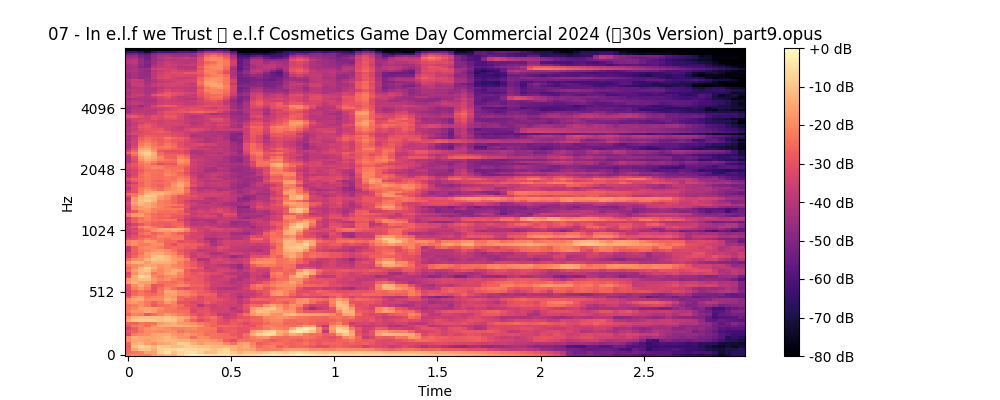 07 - In e.l.f we Trust ▯ e.l.f Cosmetics Game Day Commercial 2024 (▯30s Version)_part9.opus
+0 dB
4096
-10 dB
-20 dB
2048
-30 dB
Hz
1024
-40 dB
-50 dB
512
-60 dB
-70 dB
0
-80 dB
0
0.5
1
1.5
2
2.5
Time